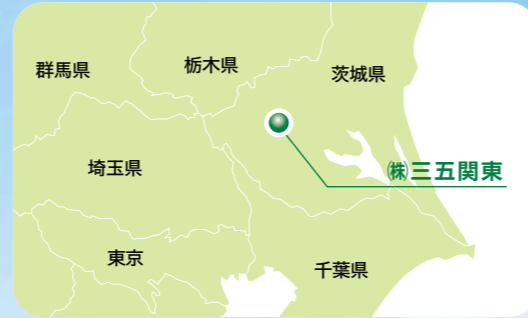 群馬県
栃木県
茨城県
埼玉県
㈱三五関東
東京
千葉県